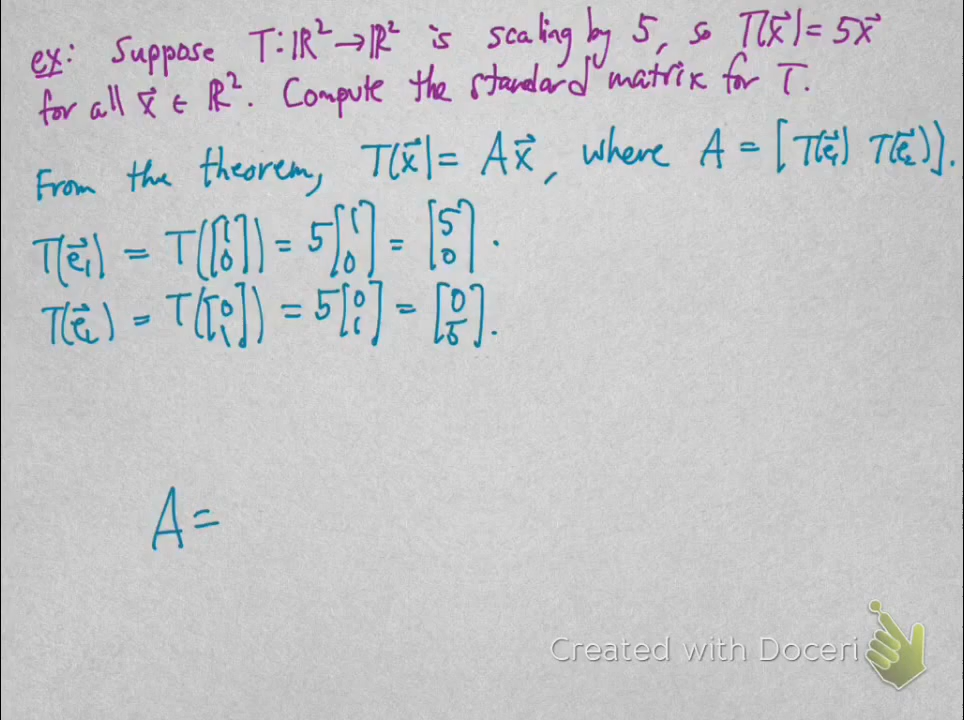 ex: Suppose T: ℝ² → ℝ² is scaling by 5, so T(x⃗) = 5x⃗
for all x⃗ ∈ ℝ². Compute the standard matrix for T.
From the theorem, T(x⃗) = Ax⃗, where A = [T(e⃗₁) T(e⃗₂)].
T(e⃗₁) = T([1 0]) = 5[1 0] = [5 0].
T(e⃗₂) = T([0 1]) = 5[0 1] = [0 5].
A =
Created with Doceri